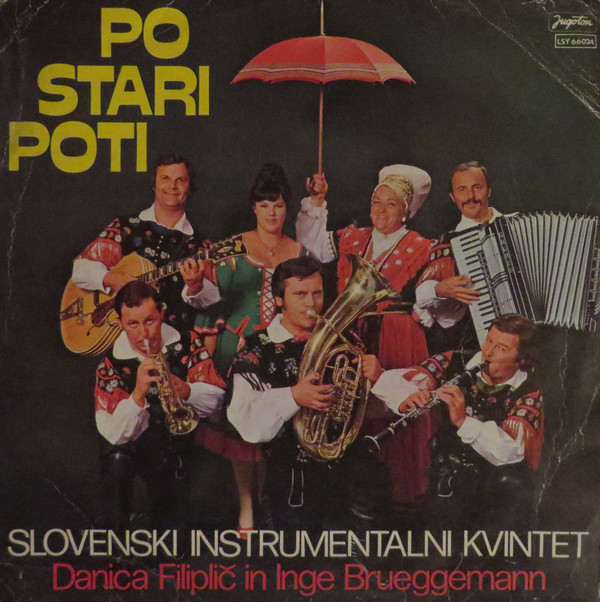 PO
STARI
POTI
Jugoton
LSY 66024
SLOVENSKI INSTRUMENTALNI KVINTET
Danica Filiplič in Inge Brueggemann